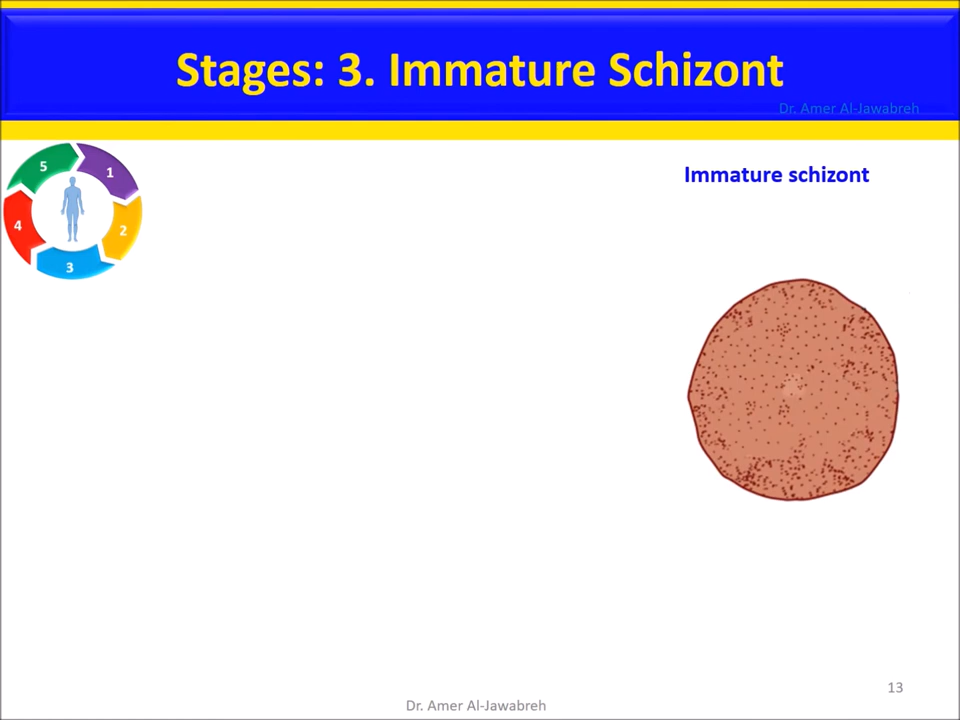 Stages: 3. Immature Schizont
Dr. Amer Al-Jawabreh
5
1
4
2
3
Immature schizont
13
Dr. Amer Al-Jawabreh